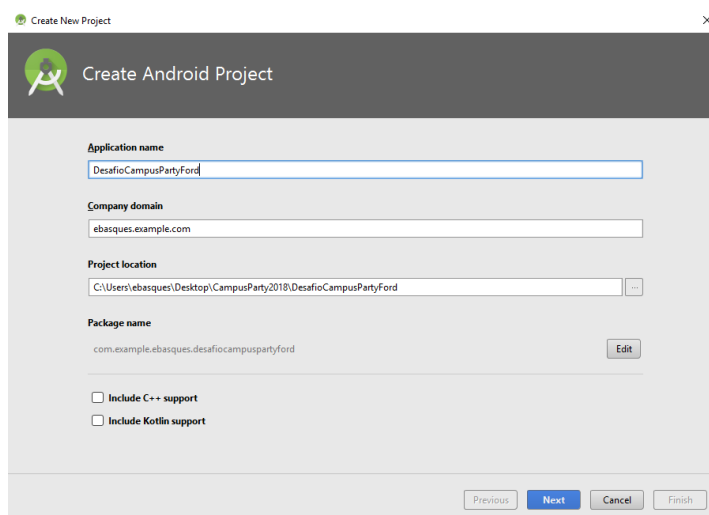 Create New Project
Create Android Project
Application name
DesafioCampusPartyFord
Company domain
ebasques.example.com
Project location
C:\Users\ebasques\Desktop\CampusParty2018\DesafioCampusPartyFord
...
Package name
com.example.ebasques.desafiocampuspartyford
Edit
Include C++ support
Include Kotlin support
Previous Next Cancel Finish